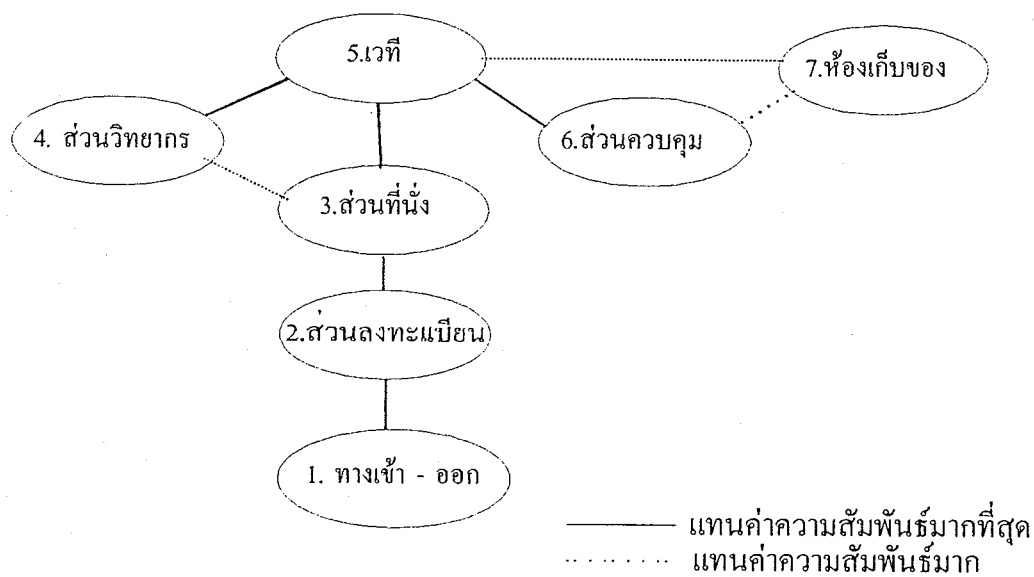 5.เวที
7.ห้องเก็บของ
4. ส่วนวิทยากร
6.ส่วนควบคุม
3.ส่วนที่นั่ง
2.ส่วนลงทะเบียน
1. ทางเข้า - ออก
แทนค่าความสัมพันธ์มากที่สุด
แทนค่าความสัมพันธ์มาก